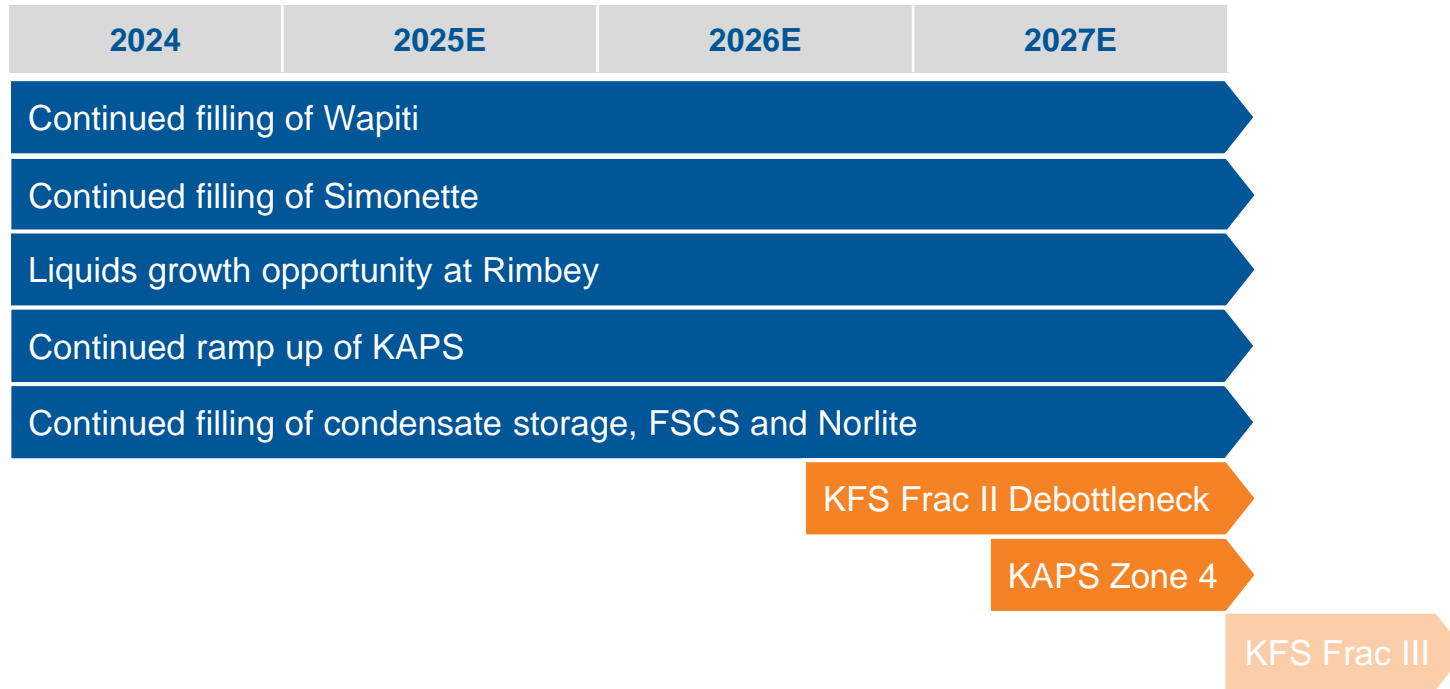 2024 2025E 2026E 2027E
Continued filling of Wapiti
Continued filling of Simonette
Liquids growth opportunity at Rimbey
Continued ramp up of KAPS
Continued filling of condensate storage, FSCS and Norlite
KFS Frac II Debottleneck
KAPS Zone 4
KFS Frac III